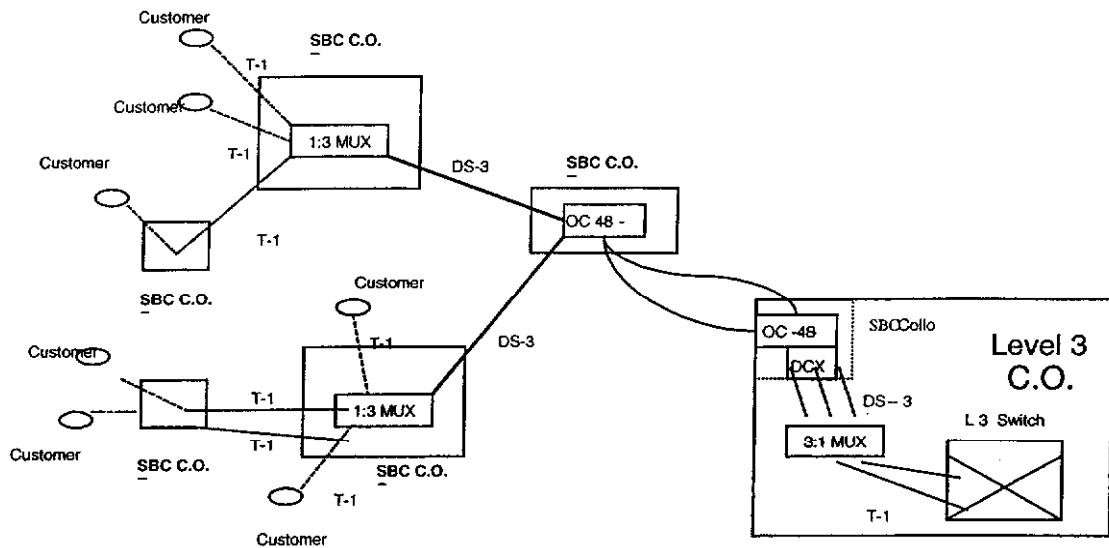 Customer
SBC C.O.
T-1
Customer
1:3 MUX
T-1
Customer
DS-3
SBC C.O.
OC 48 -
T-1
SBC C.O.
Customer
SBC Collo
OC -48
Level 3
C.O.
T-1
DS-3
Customer
DCX
DS-- 3
T-1
1:3 MUX
L 3 Switch
Customer
T-1
3:1 MUX
SBC C.O.
SBC C.O.
T-1
T-1
Customer